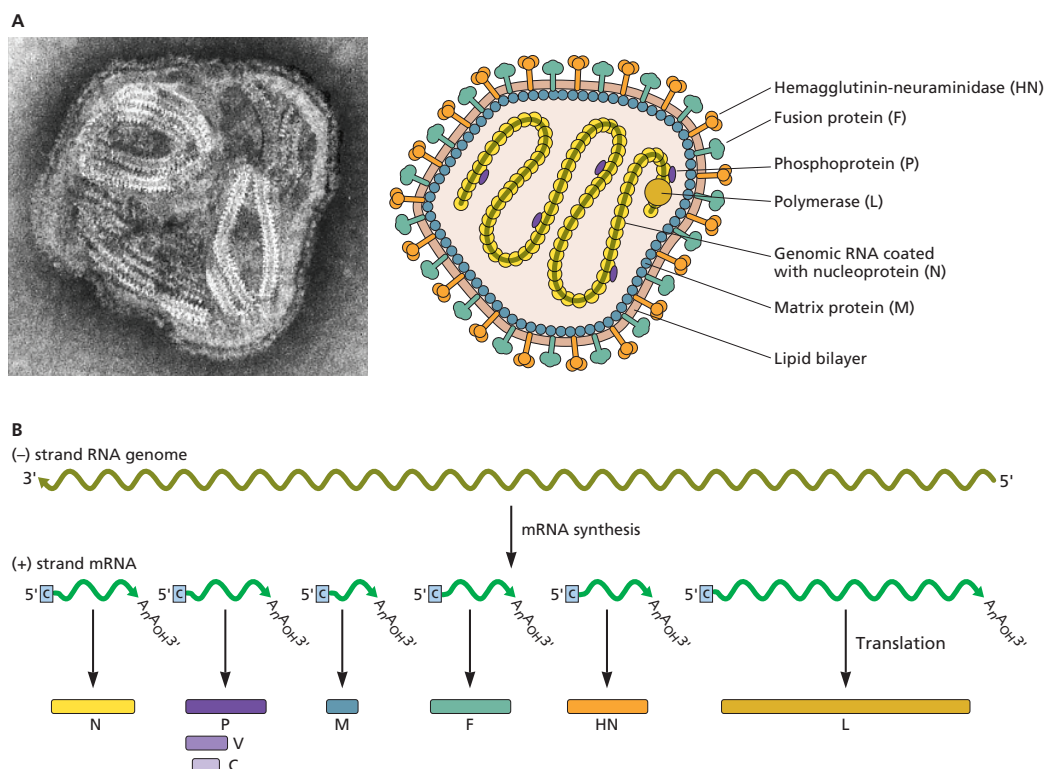 A
Hemagglutinin-neuraminidase (HN)
Fusion protein (F)
Phosphoprotein (P)
Polymerase (L)
Genomic RNA coated
with nucleoprotein (N)
Matrix protein (M)
Lipid bilayer
B
(–) strand RNA genome
3' 5'
mRNA synthesis
(+) strand mRNA
5' C AnAOH3' 5' C AnAOH3' 5' C AnAOH3' 5' C AnAOH3' 5' C AnAOH3' 5' C AnAOH3'
Translation
N P M F HN L
V
C